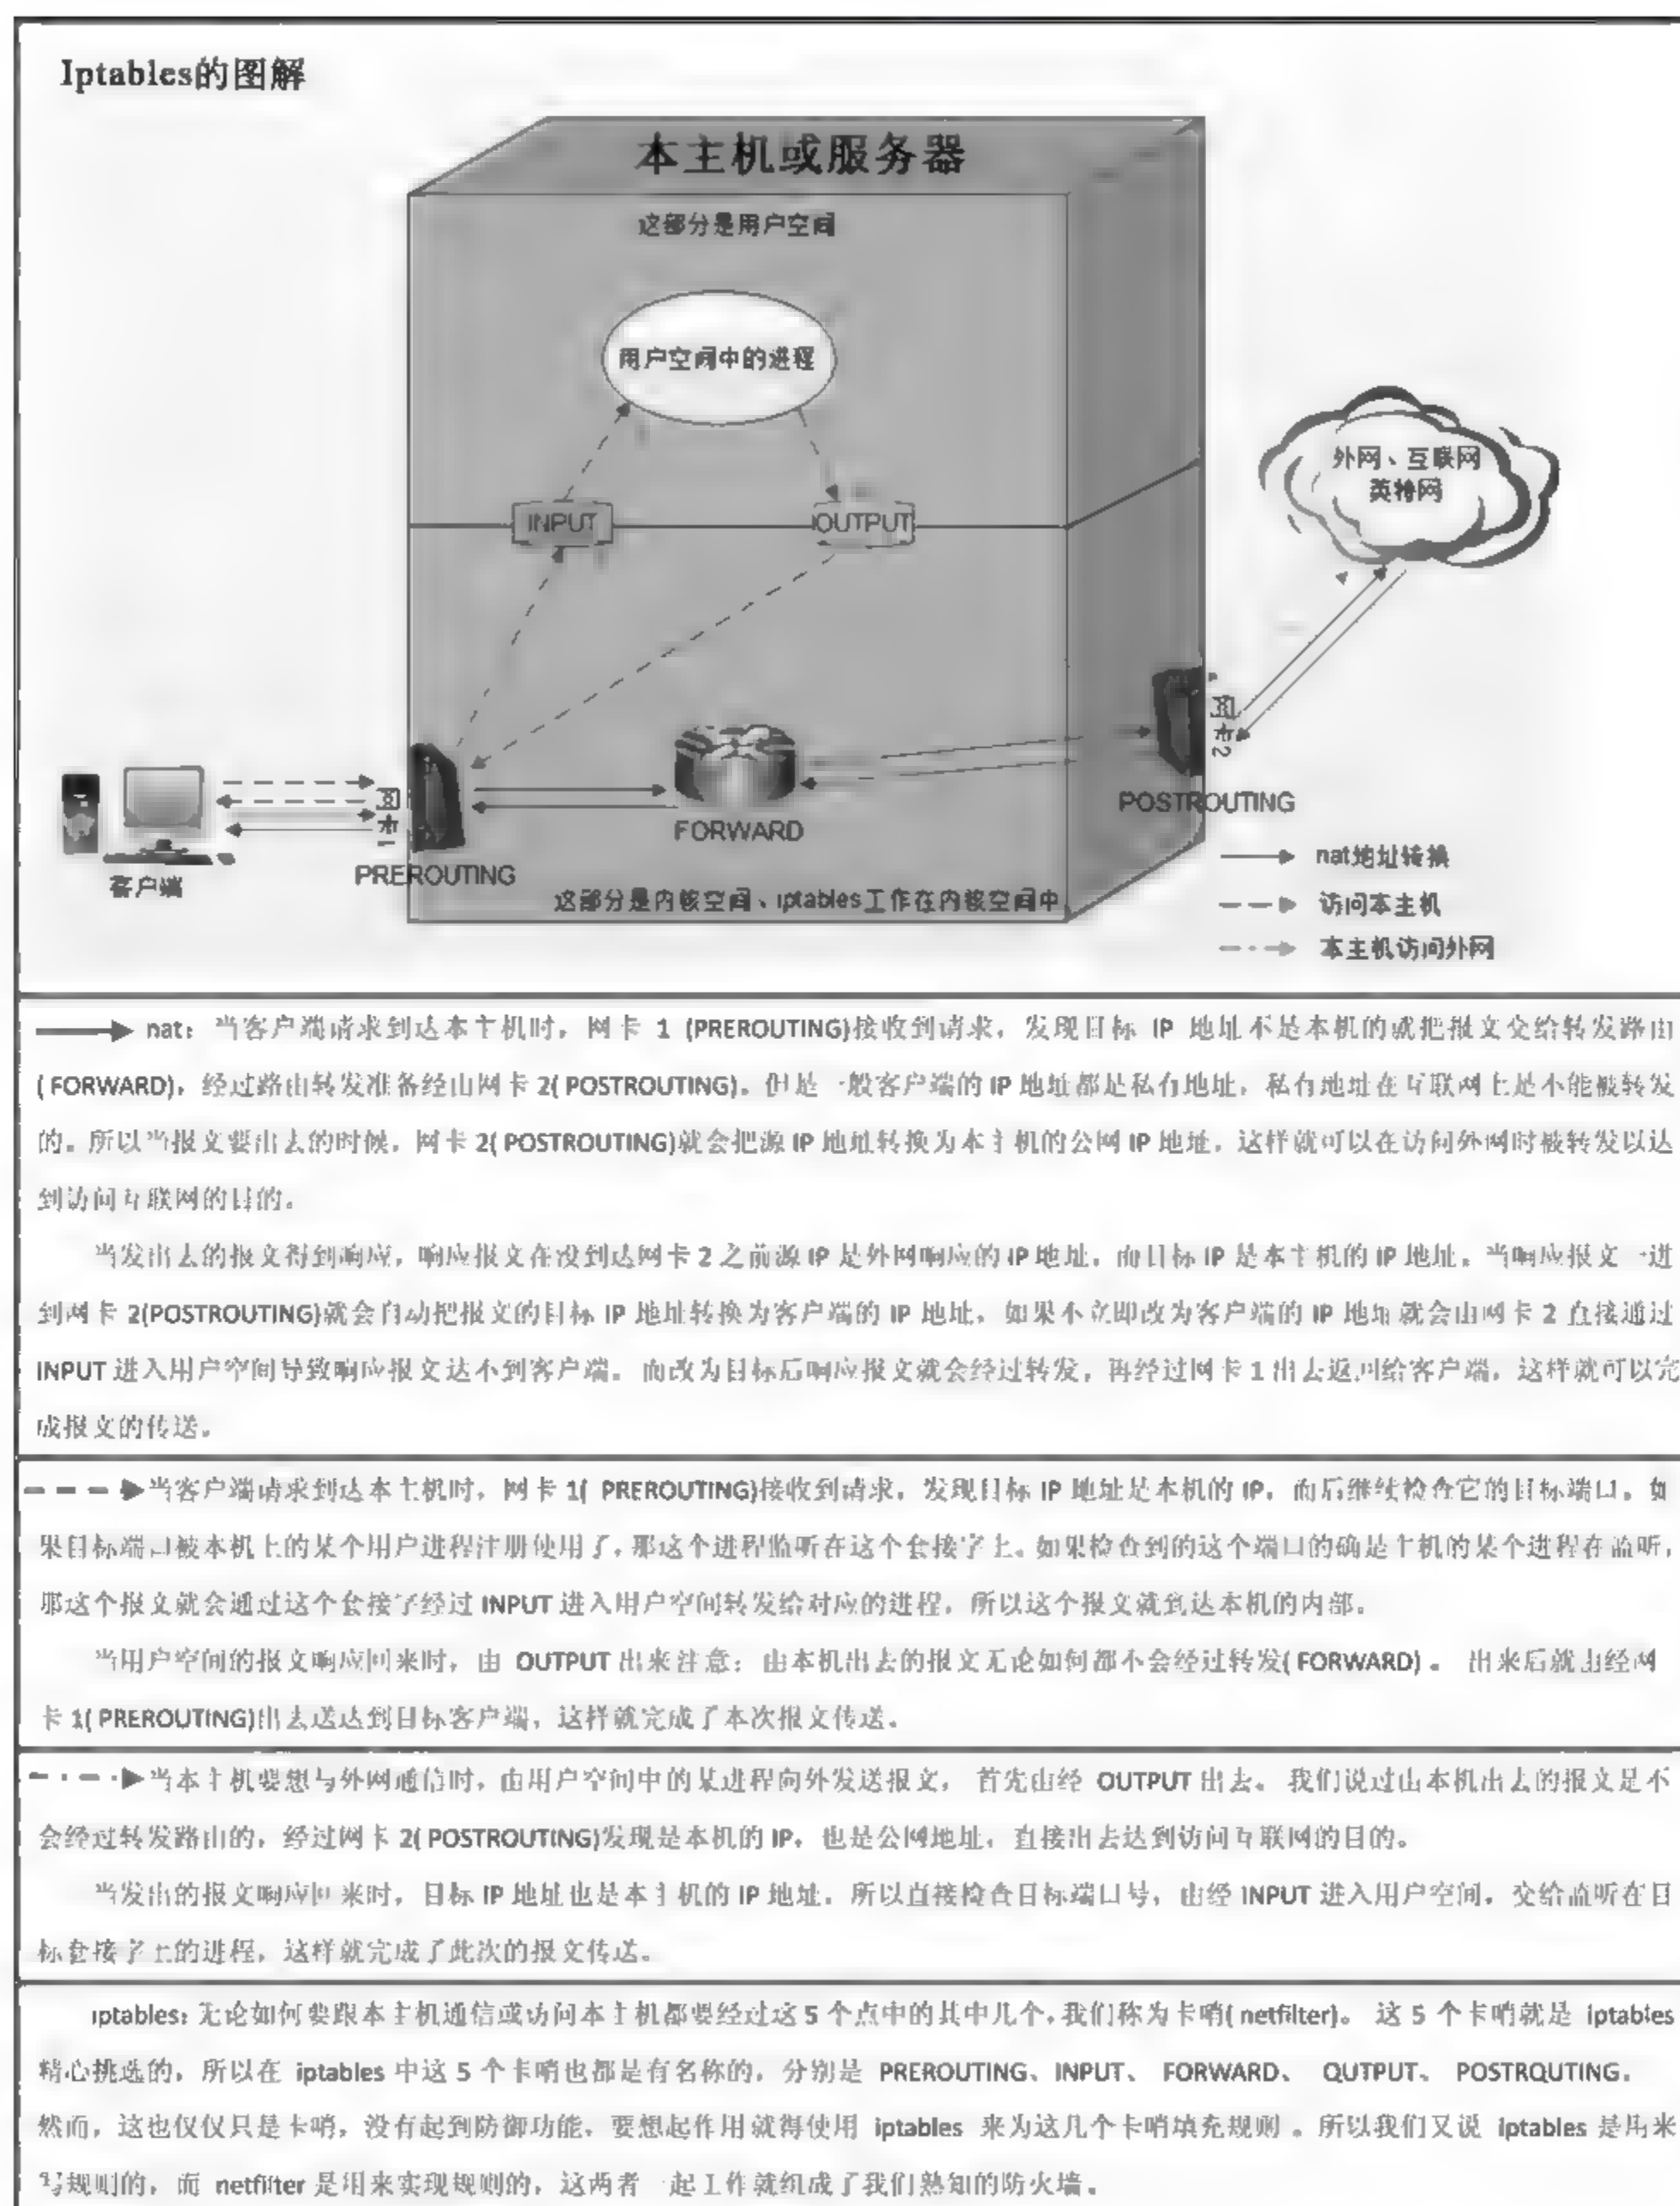 Iptables的图解
本主机或服务器
这部分是用户空间
用户空间中的进程
外网、互联网
英特网
INPUT
OUTPUT
网卡2
POSTROUTING
网卡1
FORWARD
PREROUTING
客户端
这部分是内核空间、iptables工作在内核空间中
nat地址转换
访问本主机
本主机访问外网
nat：当客户端请求到达本主机时，网卡 1 (PREROUTING)接收到请求，发现目标 IP 地址不是本机的就把报文交给转发路由
(FORWARD)，经过路由转发准备经由网卡 2( POSTROUTING)。但是一般客户端的 IP 地址都是私有地址，私有地址在互联网上是不能被转发
的。所以当报文要出去的时候，网卡 2( POSTROUTING)就会把源 IP 地址转换为本主机的公网 IP 地址，这样就可以在访问外网时被转发以达
到访问互联网的目的。
当发出去的报文得到响应，响应报文在没到达网卡 2 之前源 IP 是外网响应的 IP 地址，而目标 IP 是本主机的 IP 地址。当响应报文一进
到网卡 2(POSTROUTING)就会自动把报文的目标 IP 地址转换为客户端的 IP 地址，如果不立即改为客户端的 IP 地址就会由网卡 2 直接通过
INPUT 进入用户空间导致响应报文达不到客户端。而改为目标后响应报文就会经过转发，再经过网卡 1 出去返回给客户端，这样就可以完
成报文的传送。
当客户端请求到达本主机时，网卡 1( PREROUTING)接收到请求，发现目标 IP 地址是本机的 IP，而后继续检查它的目标端口。如
果目标端口被本机上的某个用户进程注册使用了，那这个进程监听在这个套接字上。如果检查到的这个端口的确是主机的某个进程在监听，
那这个报文就会通过这个套接字经过 INPUT 进入用户空间转发给对应的进程，所以这个报文就到达本机的内部。
当用户空间的报文响应回来时，由 OUTPUT 出来注意：由本机出去的报文无论如何都不会经过转发( FORWARD) 。 出来后就由经网
卡 1( PREROUTING)出去送达到目标客户端，这样就完成了本次报文传送。
当本主机要想与外网通信时，由用户空间中的某进程向外发送报文， 首先由经 OUTPUT 出去。 我们说过由本机出去的报文是不
会经过转发路由的，经过网卡 2( POSTROUTING)发现是本机的 IP，也是公网地址，直接出去达到访问互联网的目的。
当发出的报文响应回来时，目标 IP 地址也是本主机的 IP 地址，所以直接检查目标端口号，由经 INPUT 进入用户空间，交给监听在目
标套接字上的进程，这样就完成了此次的报文传送。
iptables：无论如何要跟本主机通信或访问本主机都要经过这 5 个点中的其中几个，我们称为卡哨( netfilter)。 这 5 个卡哨就是 iptables
精心挑选的，所以在 iptables 中这 5 个卡哨也都是有名称的，分别是 PREROUTING、INPUT、 FORWARD、 QUTPUT、 POSTRQUTING。
然而，这也仅仅只是卡哨，没有起到防御功能，要想起作用就得使用 iptables 来为这几个卡哨填充规则 。所以我们又说 iptables 是用来
写规则的，而 netfilter 是用来实现规则的，这两者一起工作就组成了我们熟知的防火墙。